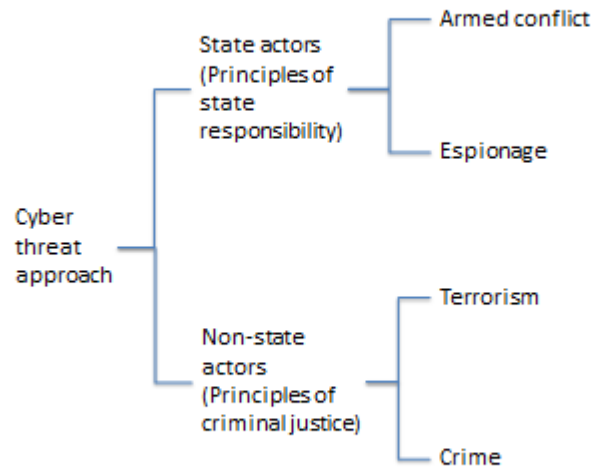 Cyber
threat
approach
State actors
(Principles of
state
responsibility)
Armed conflict
Espionage
Non-state
actors
(Principles of
criminal justice)
Terrorism
Crime